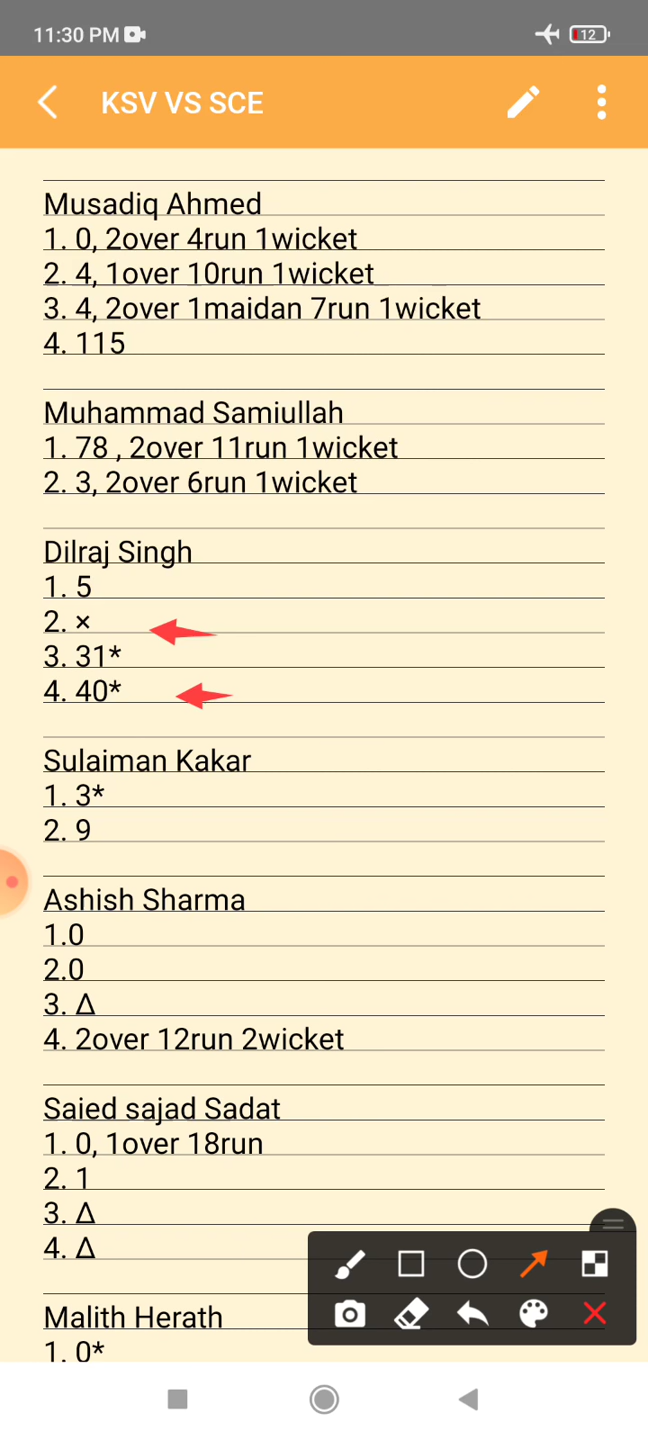 11:30 PM
12
KSV VS SCE
Musadiq Ahmed
1. 0, 2over 4run 1wicket
2. 4, 1over 10run 1wicket
3. 4, 2over 1maidan 7run 1wicket
4. 115
Muhammad Samiullah
1. 78 , 2over 11run 1wicket
2. 3, 2over 6run 1wicket
Dilraj Singh
1. 5
2. ×
3. 31*
4. 40*
Sulaiman Kakar
1. 3*
2. 9
Ashish Sharma
1.0
2.0
3. Δ
4. 2over 12run 2wicket
Saied sajad Sadat
1. 0, 1over 18run
2. 1
3. Δ
4. Δ
Malith Herath
1. 0*